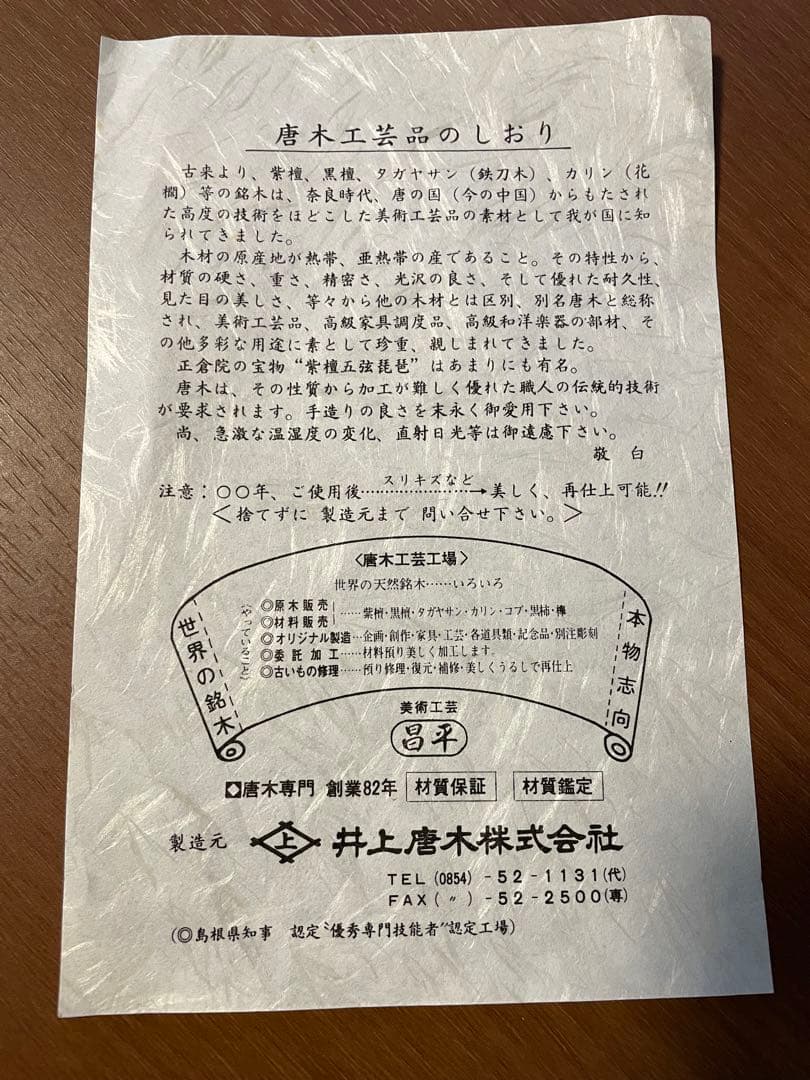 唐木工芸品のしおり
古来より、紫檀、黒檀、タガヤサン（鉄刀木）、カリン（花
櫚）等の銘木は、奈良時代、唐の国（今の中国）からもたされ
た高度の技術をほどこした美術工芸品の素材として我が国に知
られてきました。
木材の原産地が熱帯、亜熱帯の産であること。その特性から、
材質の硬さ、重さ、精密さ、光沢の良さ、そして優れた耐久性、
見た目の美しさ、等々から他の木材とは区別、別名唐木と総称
され、美術工芸品、高級家具調度品、高級和洋楽器の部材、そ
の他多彩な用途に素として珍重、親しまれてきました。
正倉院の宝物“紫檀五弦琵琶”はあまりにも有名。
唐木は、その性質から加工が難しく優れた職人の伝統的技術
が要求されます。手造りの良さを末永く御愛用下さい。
尚、急激な温湿度の変化、直射日光等は御遠慮下さい。
敬白
スリキズなど
注意：〇〇年、ご使用後…………………→美しく、再仕上可能!!
＜捨てずに 製造元まで 問い合せ下さい。＞
〈唐木工芸工場〉
世界の天然銘木……いろいろ
世界の銘木
(やっていること)
◎原木販売
◎材料販売
……紫檀・黒檀・タガヤサン・カリン・コブ・黒柿・欅
◎オリジナル製造…企画・創作・家具・工芸・各道具類・記念品・別注彫刻
◎委託加工……材料預り美しく加工します。
◎古いもの修理……預り修理・復元・補修・美しくうるしで再仕上
本物志向
美術工芸
昌平
唐木専門 創業82年 材質保証 材質鑑定
製造元 上 井上唐木株式会社
TEL(0854)-52-1131(代)
FAX(〃)-52-2500(専)
(◎島根県知事 認定〝優秀専門技能者〟認定工場)